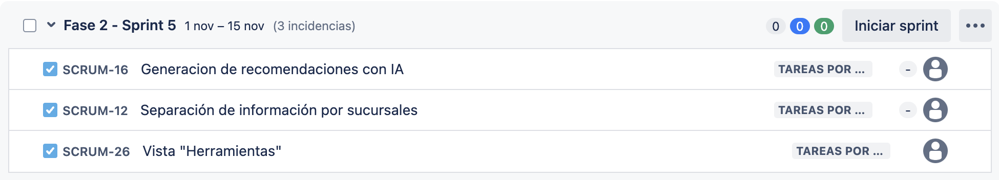 Fase 2 - Sprint 5 1 nov – 15 nov (3 incidencias) 0 0 0 Iniciar sprint
SCRUM-16 Generacion de recomendaciones con IA TAREAS POR ... -
SCRUM-12 Separación de información por sucursales TAREAS POR ... -
SCRUM-26 Vista "Herramientas" TAREAS POR ...